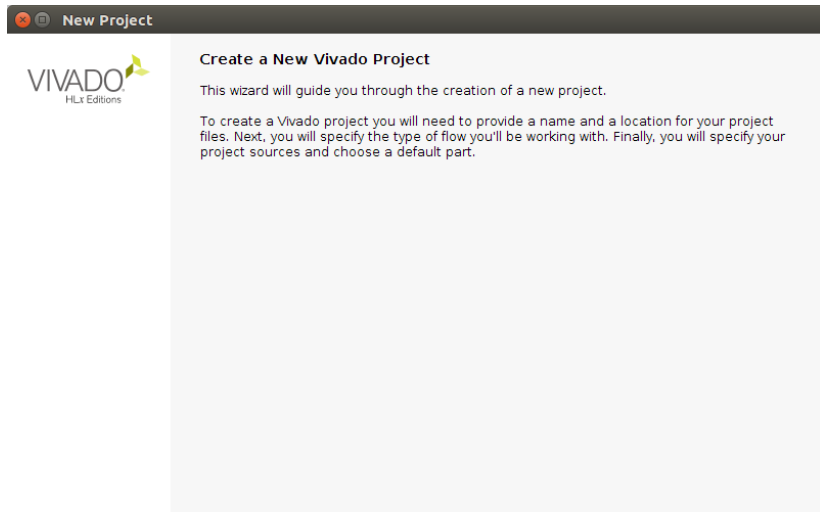 New Project
VIVADO.
HLx Editions
Create a New Vivado Project
This wizard will guide you through the creation of a new project.
To create a Vivado project you will need to provide a name and a location for your project
files. Next, you will specify the type of flow you'll be working with. Finally, you will specify your
project sources and choose a default part.